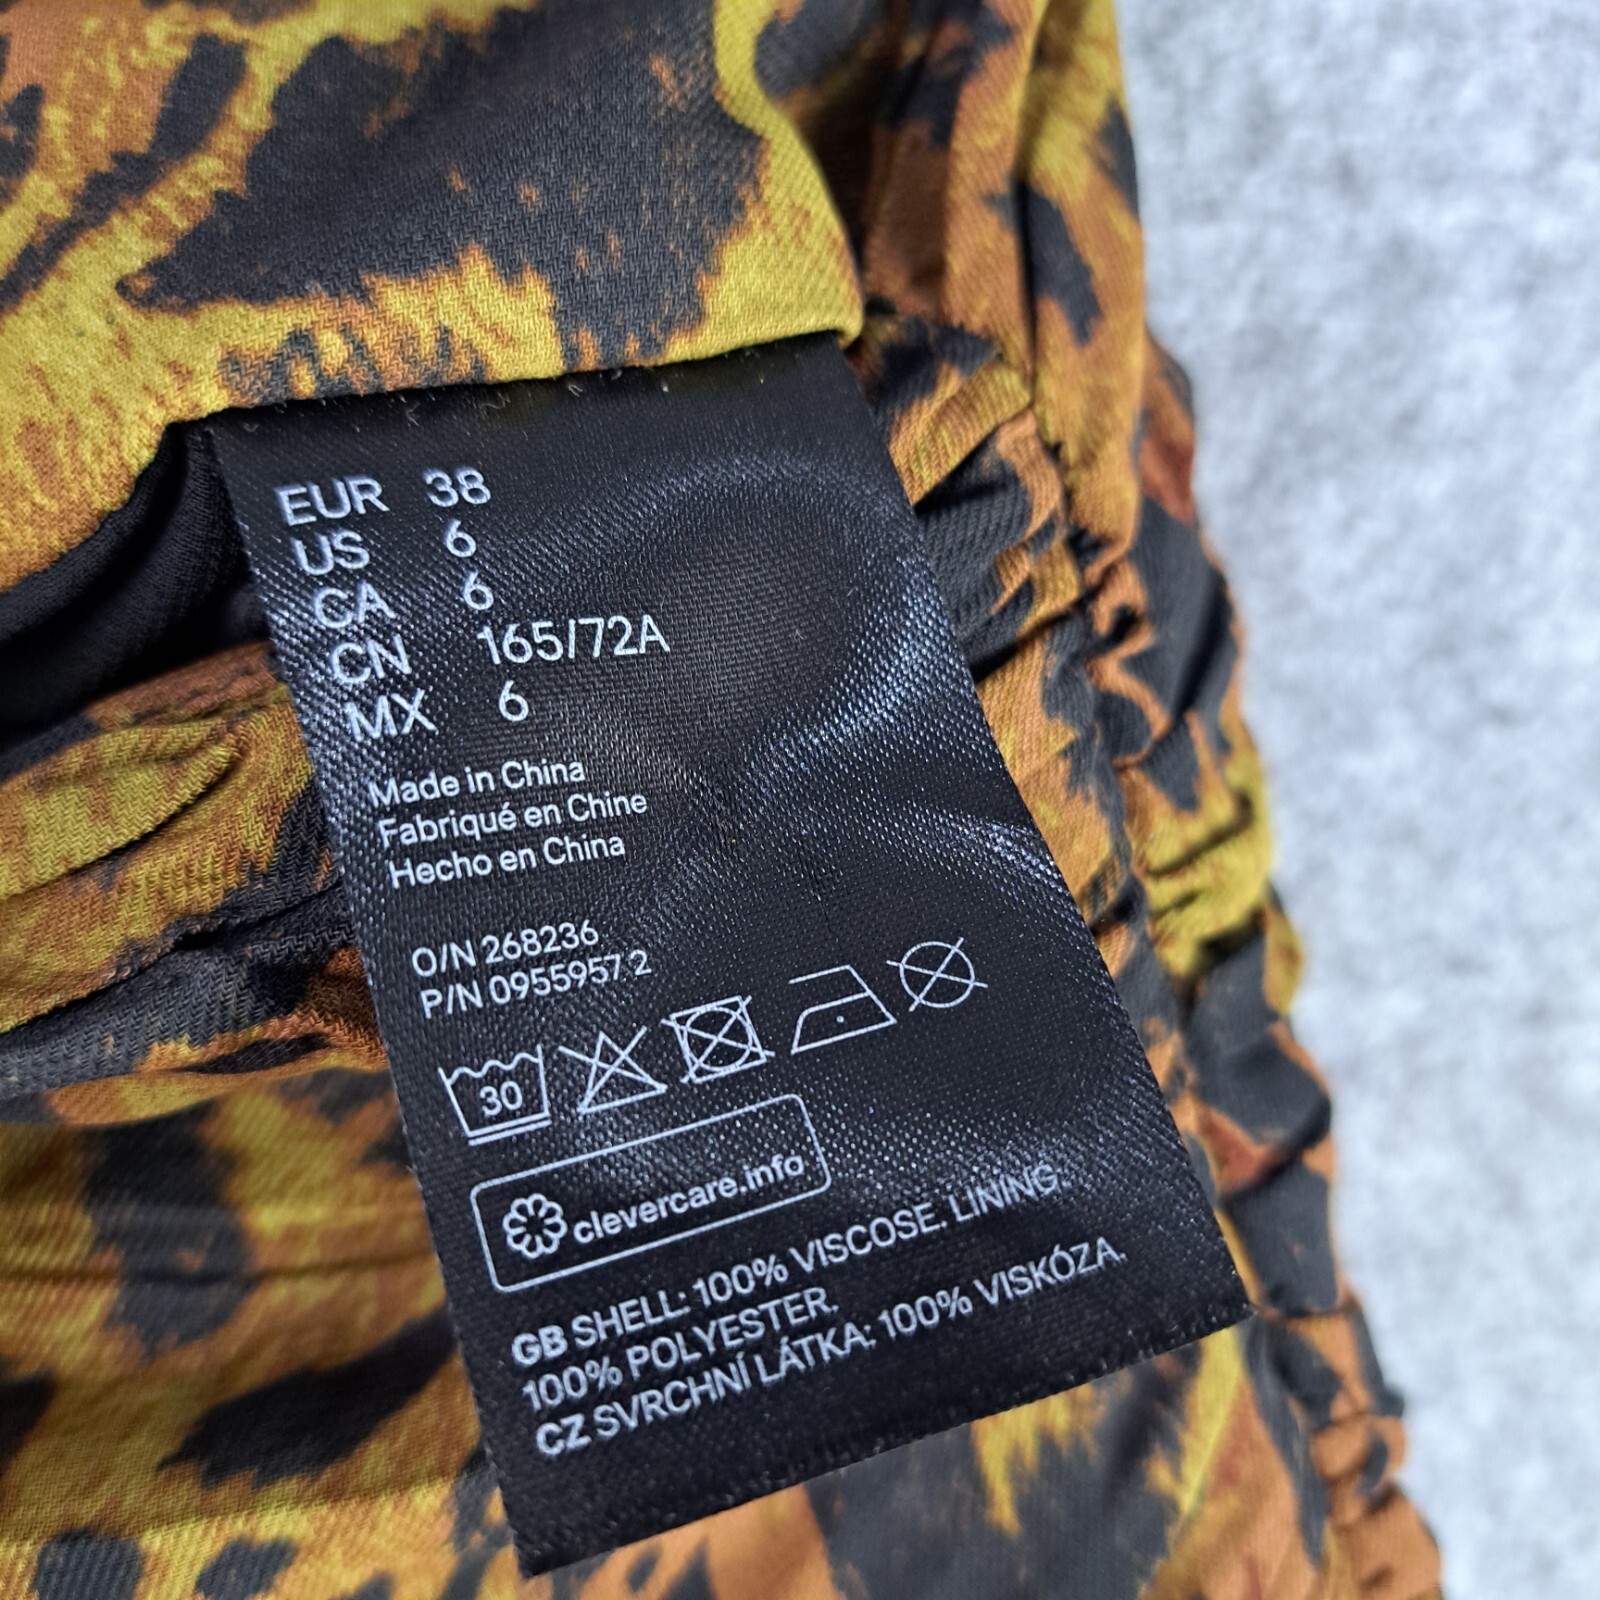 EUR 38
US 6
CA 6
CN 165/72A
MX 6
Made in China
Fabriqué en Chine
Hecho en China
O/N 268236
P/N 0955957 2
30
clevercare.info
GB SHELL: 100% VISCOSE. LINING:
100% POLYESTER.
CZ SVRCHNÍ LÁTKA: 100% VISKÓZA.